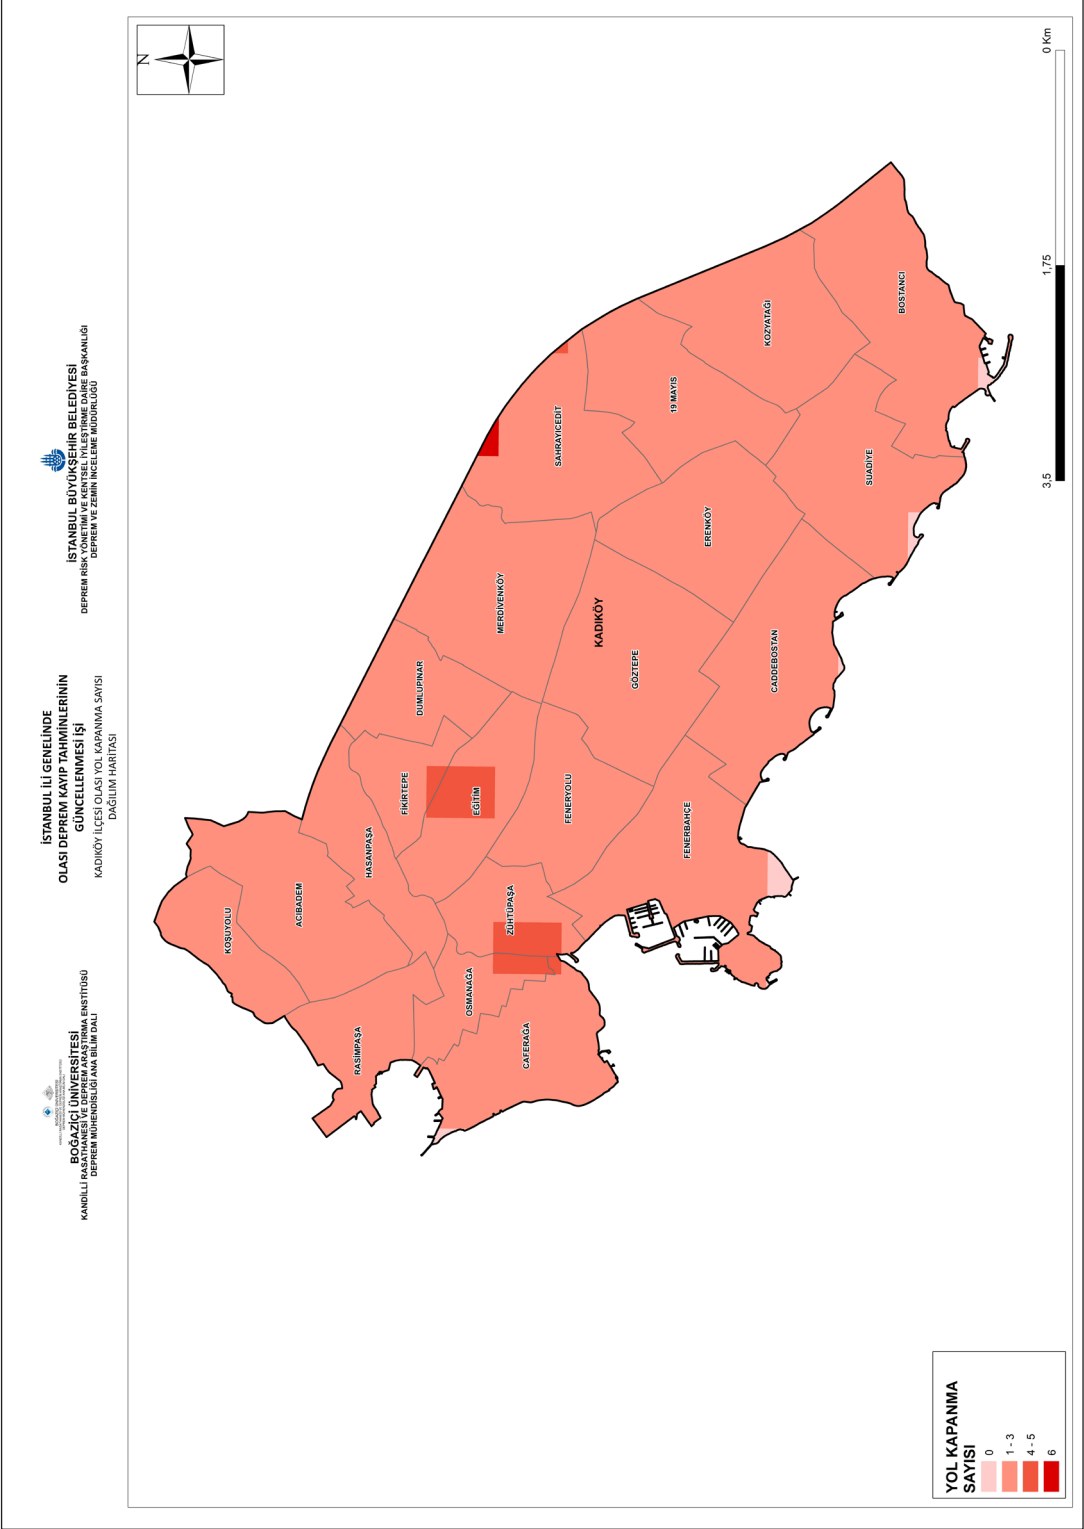 BOĞAZİÇİ ÜNİVERSİTESİ
KANDİLLİ RASATHANESİ VE DEPREM ARAŞTIRMA ENSTİTÜSÜ
DEPREM MÜHENDİSLİĞİ ANA BİLİM DALI
İSTANBUL İLİ GENELİNDE
OLASI DEPREM KAYIP TAHMİNLERİNİN
GÜNCELLENMESİ İŞİ
KADIKÖY İLÇESİ OLASI YOL KAPANMA SAYISI
DAĞILIM HARİTASI
İSTANBUL BÜYÜKŞEHİR BELEDİYESİ
DEPREM RİSK YÖNETİMİ VE KENTSEL İYİLEŞTİRME DAİRE BAŞKANLIĞI
DEPREM VE ZEMİN İNCELEME MÜDÜRLÜĞÜ
N
KOŞUYOLU
ACIBADEM
RASİMPAŞA
HASANPAŞA
FİKİRTEPE
DUMLUPINAR
OSMANAĞA
EĞİTİM
MERDİVENKÖY
ZÜHTÜPAŞA
CAFERAĞA
FENERYOLU
SAHRAYICEDİT
KADIKÖY
GÖZTEPE
19 MAYIS
FENERBAHÇE
ERENKÖY
KOZYATAĞI
CADDEBOSTAN
SUADİYE
BOSTANCI
YOL KAPANMA
SAYISI
0
1 - 3
4 - 5
6
3,5
1,75
0 Km